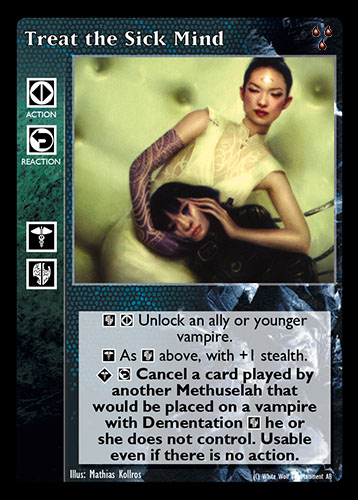 Treat the Sick Mind
ACTION
REACTION
Unlock an ally or younger
vampire.
As above, with +1 stealth.
Cancel a card played by
another Methuselah that
would be placed on a vampire
with Dementation he or
she does not control. Usable
even if there is no action.
Illus: Mathias Kollros
(C) White Wolf Entertainment AB